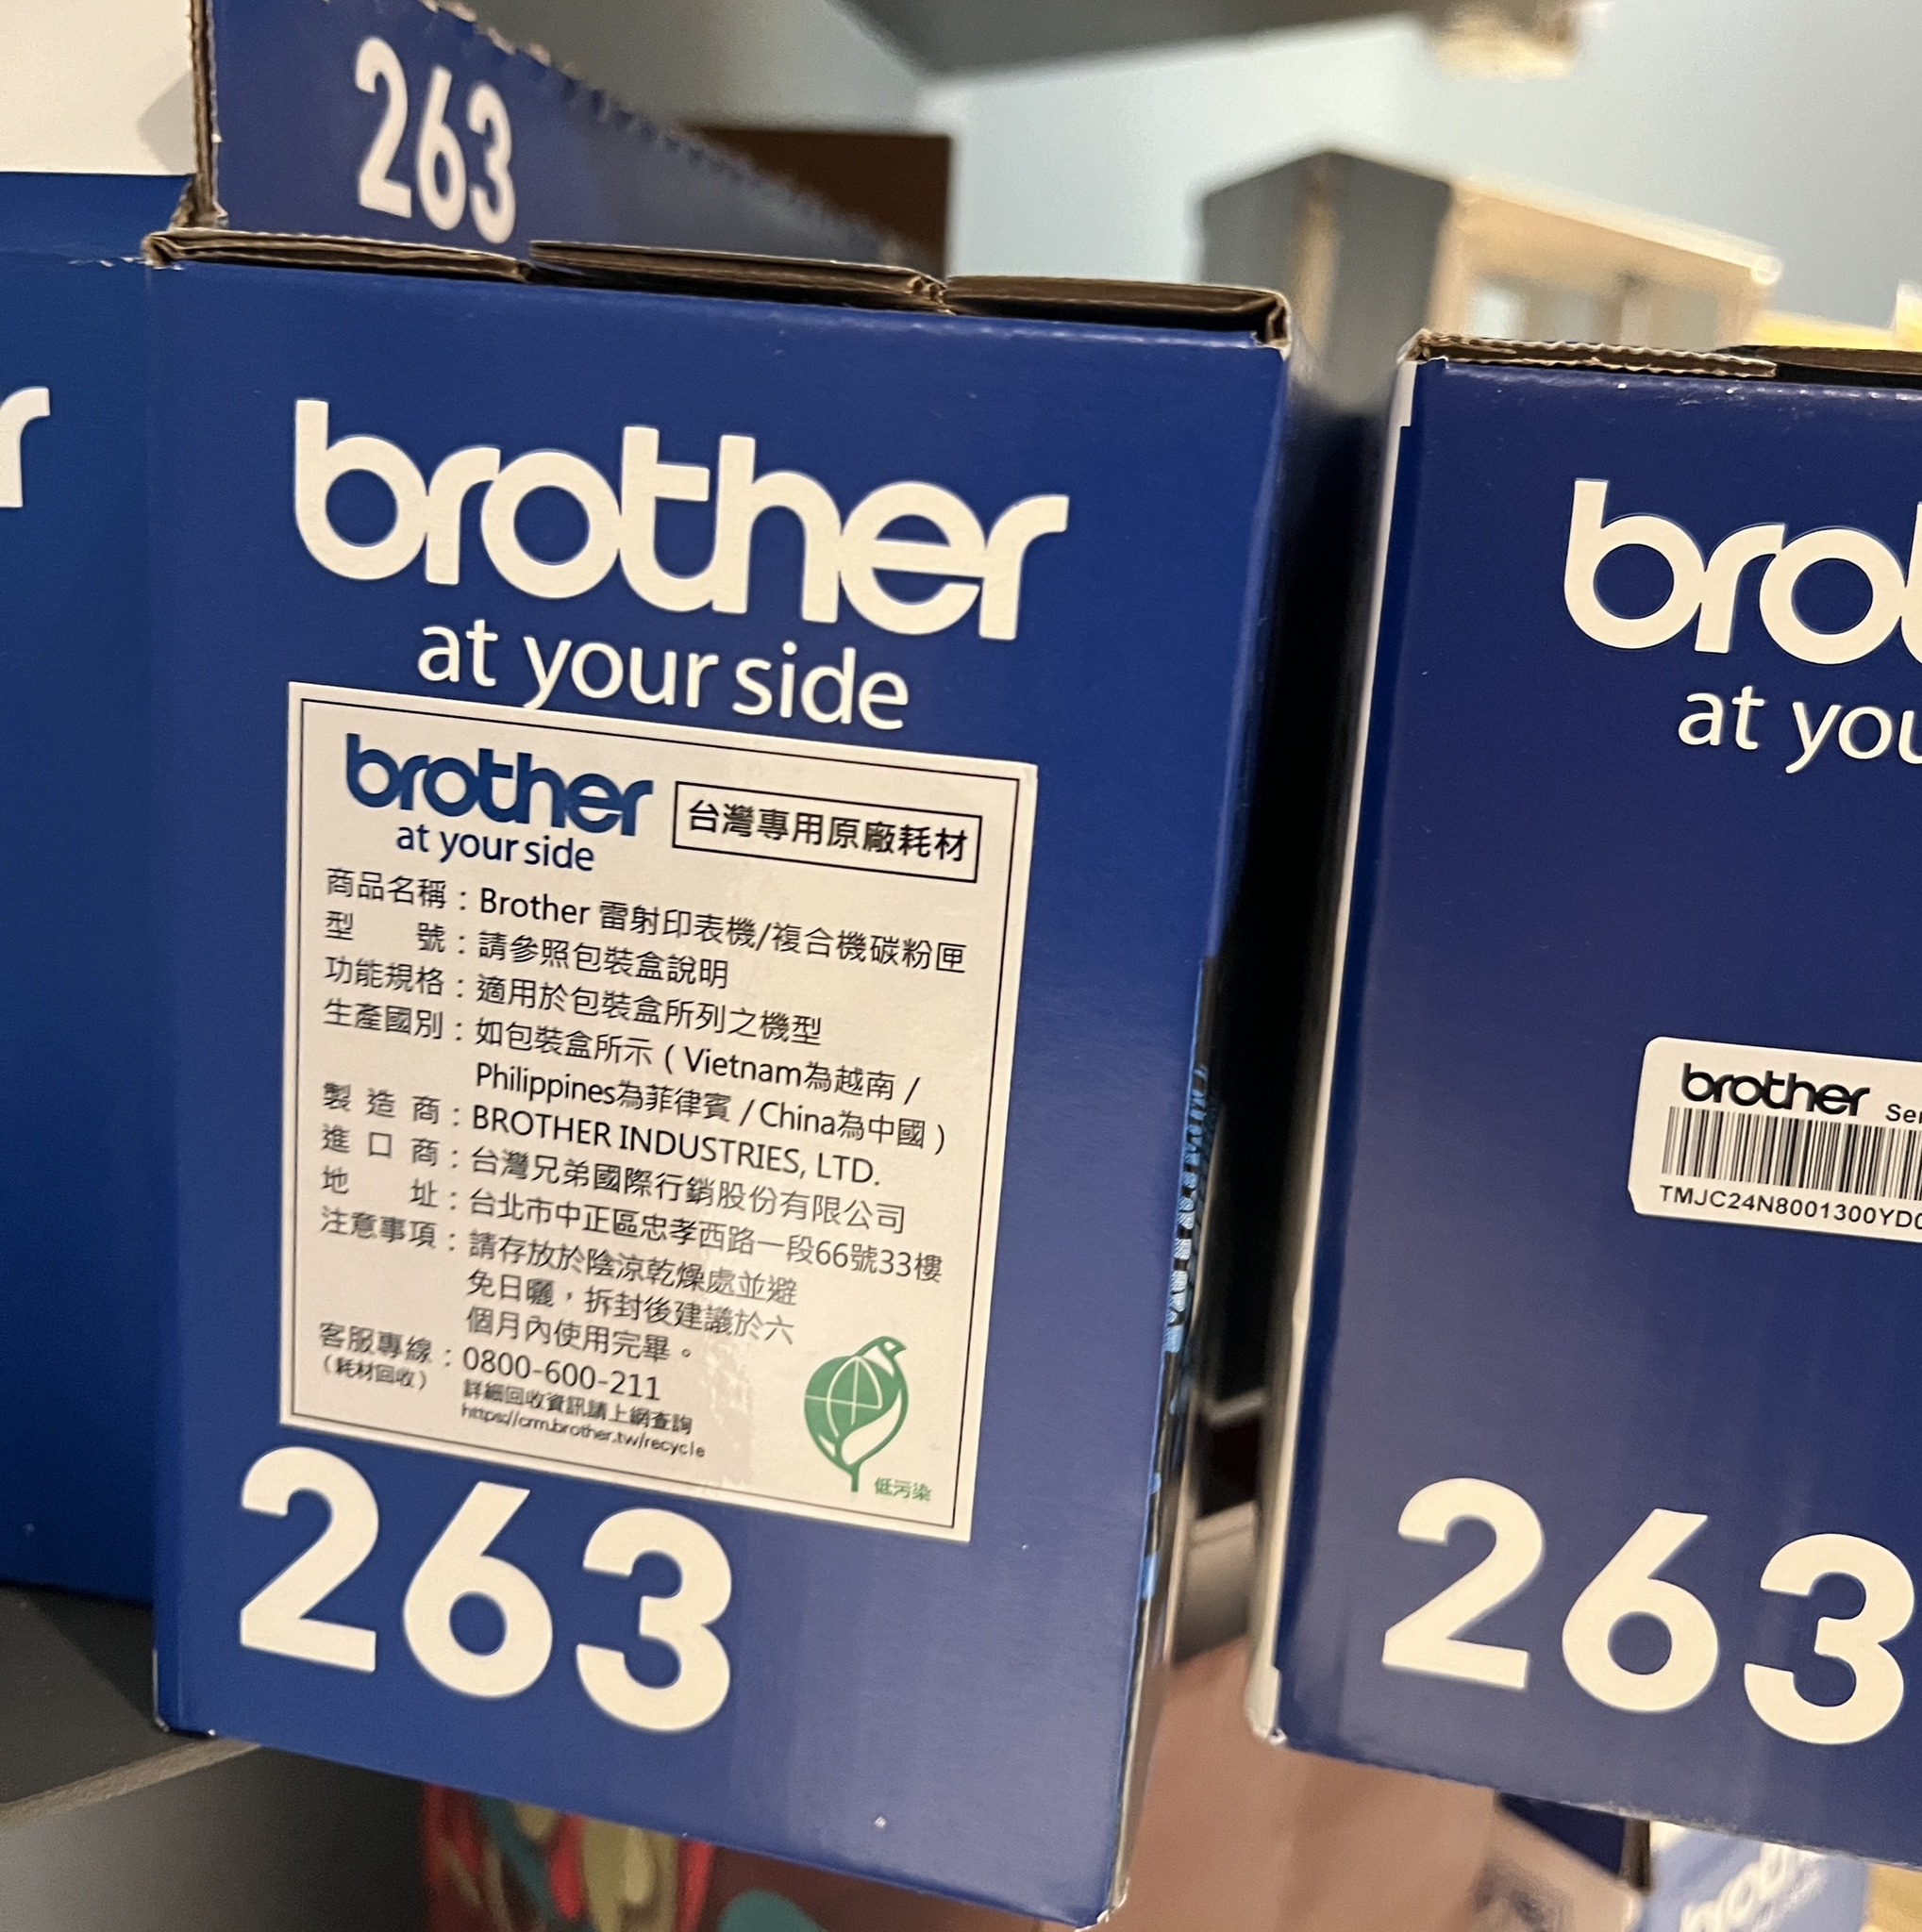 263
r
brother
at your side
brother
at your side
台灣專用原廠耗材
商品名稱：Brother 雷射印表機/複合機碳粉匣
型　　號：請參照包裝盒說明
功能規格：適用於包裝盒所列之機型
生產國別：如包裝盒所示（Vietnam為越南 /
Philippines為菲律賓 / China為中國）
製 造 商：BROTHER INDUSTRIES, LTD.
進 口 商：台灣兄弟國際行銷股份有限公司
地　　址：台北市中正區忠孝西路一段66號33樓
注意事項：請存放於陰涼乾燥處並避
免日曬，拆封後建議於六
個月內使用完畢。
客服專線：0800-600-211
（耗材回收）
詳細回收資訊請上網查詢
https://crm.brother.tw/recycle
低污染
263
brot
at you
brother Ser
TMJC24N8001300YD0
263